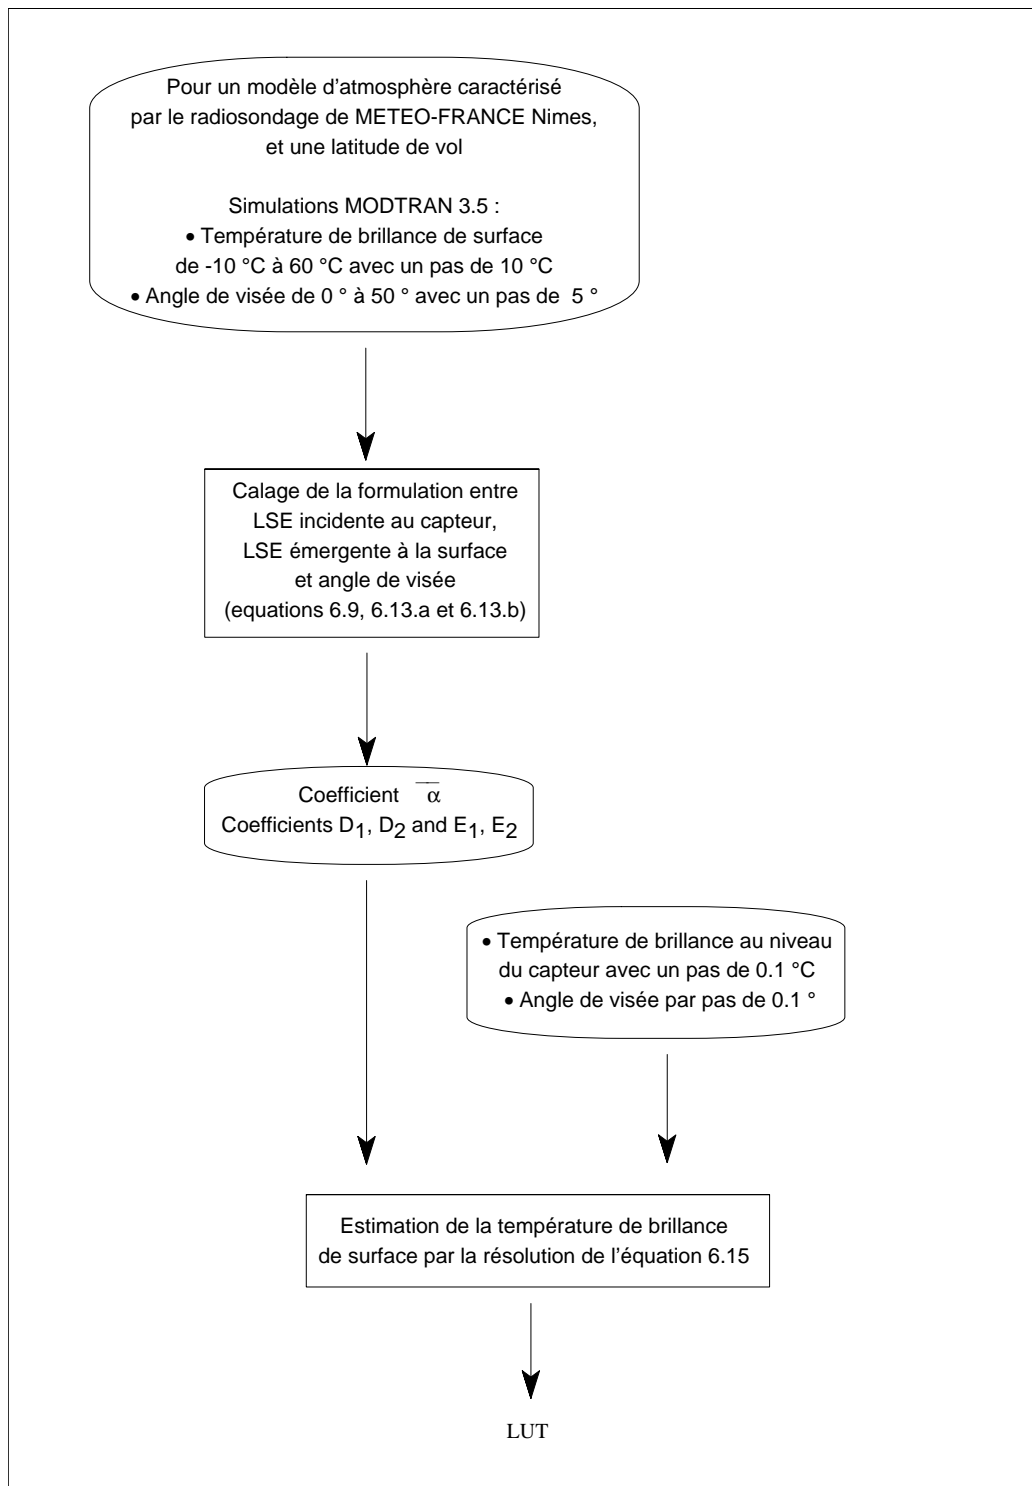 Pour un modèle d'atmosphère caractérisé
par le radiosondage de METEO-FRANCE Nimes,
et une latitude de vol
Simulations MODTRAN 3.5 :
• Température de brillance de surface
de -10 °C à 60 °C avec un pas de 10 °C
• Angle de visée de 0 ° à 50 ° avec un pas de 5 °
Calage de la formulation entre
LSE incidente au capteur,
LSE émergente à la surface
et angle de visée
(equations 6.9, 6.13.a et 6.13.b)
Coefficient α̅
Coefficients D1, D2 and E1, E2
• Température de brillance au niveau
du capteur avec un pas de 0.1 °C
• Angle de visée par pas de 0.1 °
Estimation de la température de brillance
de surface par la résolution de l'équation 6.15
LUT